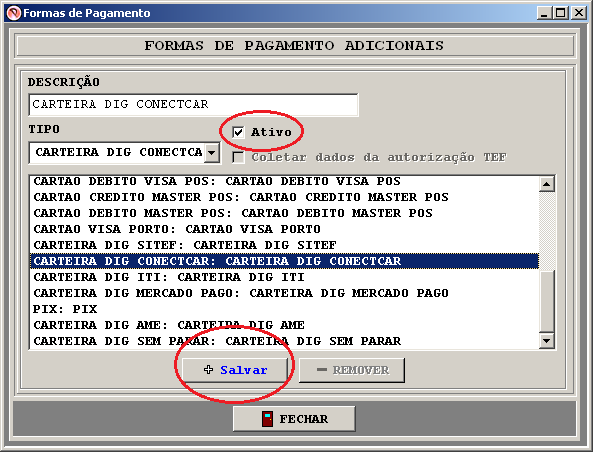 Formas de Pagamento
FORMAS DE PAGAMENTO ADICIONAIS
DESCRIÇÃO
CARTEIRA DIG CONECTCAR
TIPO
Ativo
CARTEIRA DIG CONECTCA
Coletar dados da autorização TEF
CARTAO DEBITO VISA POS: CARTAO DEBITO VISA POS
CARTAO CREDITO MASTER POS: CARTAO CREDITO MASTER POS
CARTAO DEBITO MASTER POS: CARTAO DEBITO MASTER POS
CARTAO VISA PORTO: CARTAO VISA PORTO
CARTEIRA DIG SITEF: CARTEIRA DIG SITEF
CARTEIRA DIG CONECTCAR: CARTEIRA DIG CONECTCAR
CARTEIRA DIG ITI: CARTEIRA DIG ITI
CARTEIRA DIG MERCADO PAGO: CARTEIRA DIG MERCADO PAGO
PIX: PIX
CARTEIRA DIG AME: CARTEIRA DIG AME
CARTEIRA DIG SEM PARAR: CARTEIRA DIG SEM PARAR
Salvar
REMOVER
FECHAR